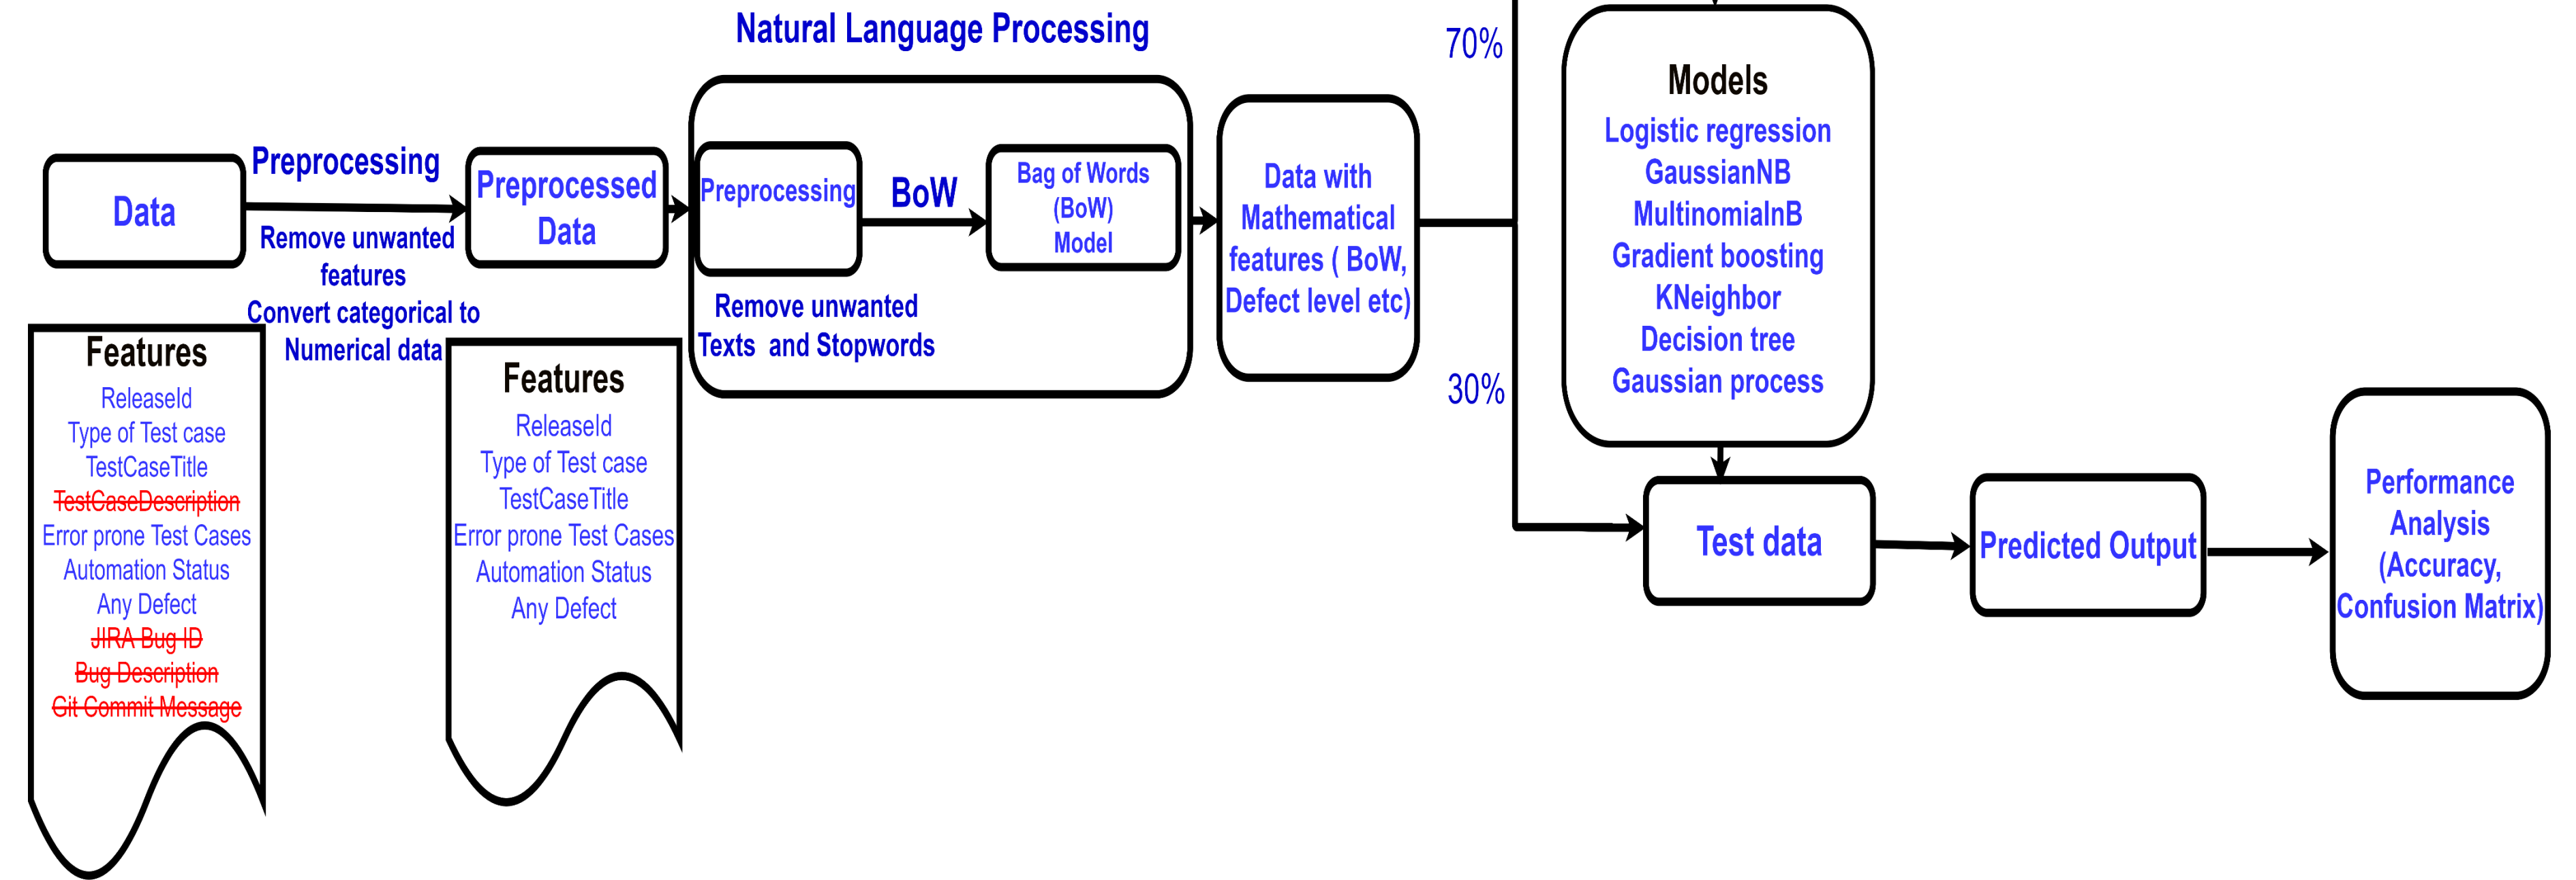 Natural Language Processing
Data
Preprocessing
Remove unwanted
features
Convert categorical to
Numerical data
Preprocessed
Data
Preprocessing
BoW
Bag of Words
(BoW)
Model
Remove unwanted
Texts and Stopwords
Data with
Mathematical
features ( BoW,
Defect level etc)
70%
30%
Models
Logistic regression
GaussianNB
MultinomialnB
Gradient boosting
KNeighbor
Decision tree
Gaussian process
Test data
Predicted Output
Performance
Analysis
(Accuracy,
Confusion Matrix)
Features
ReleaseId
Type of Test case
TestCaseTitle
TestCaseDescription
Error prone Test Cases
Automation Status
Any Defect
JIRA Bug ID
Bug Description
Git Commit Message
Features
ReleaseId
Type of Test case
TestCaseTitle
Error prone Test Cases
Automation Status
Any Defect